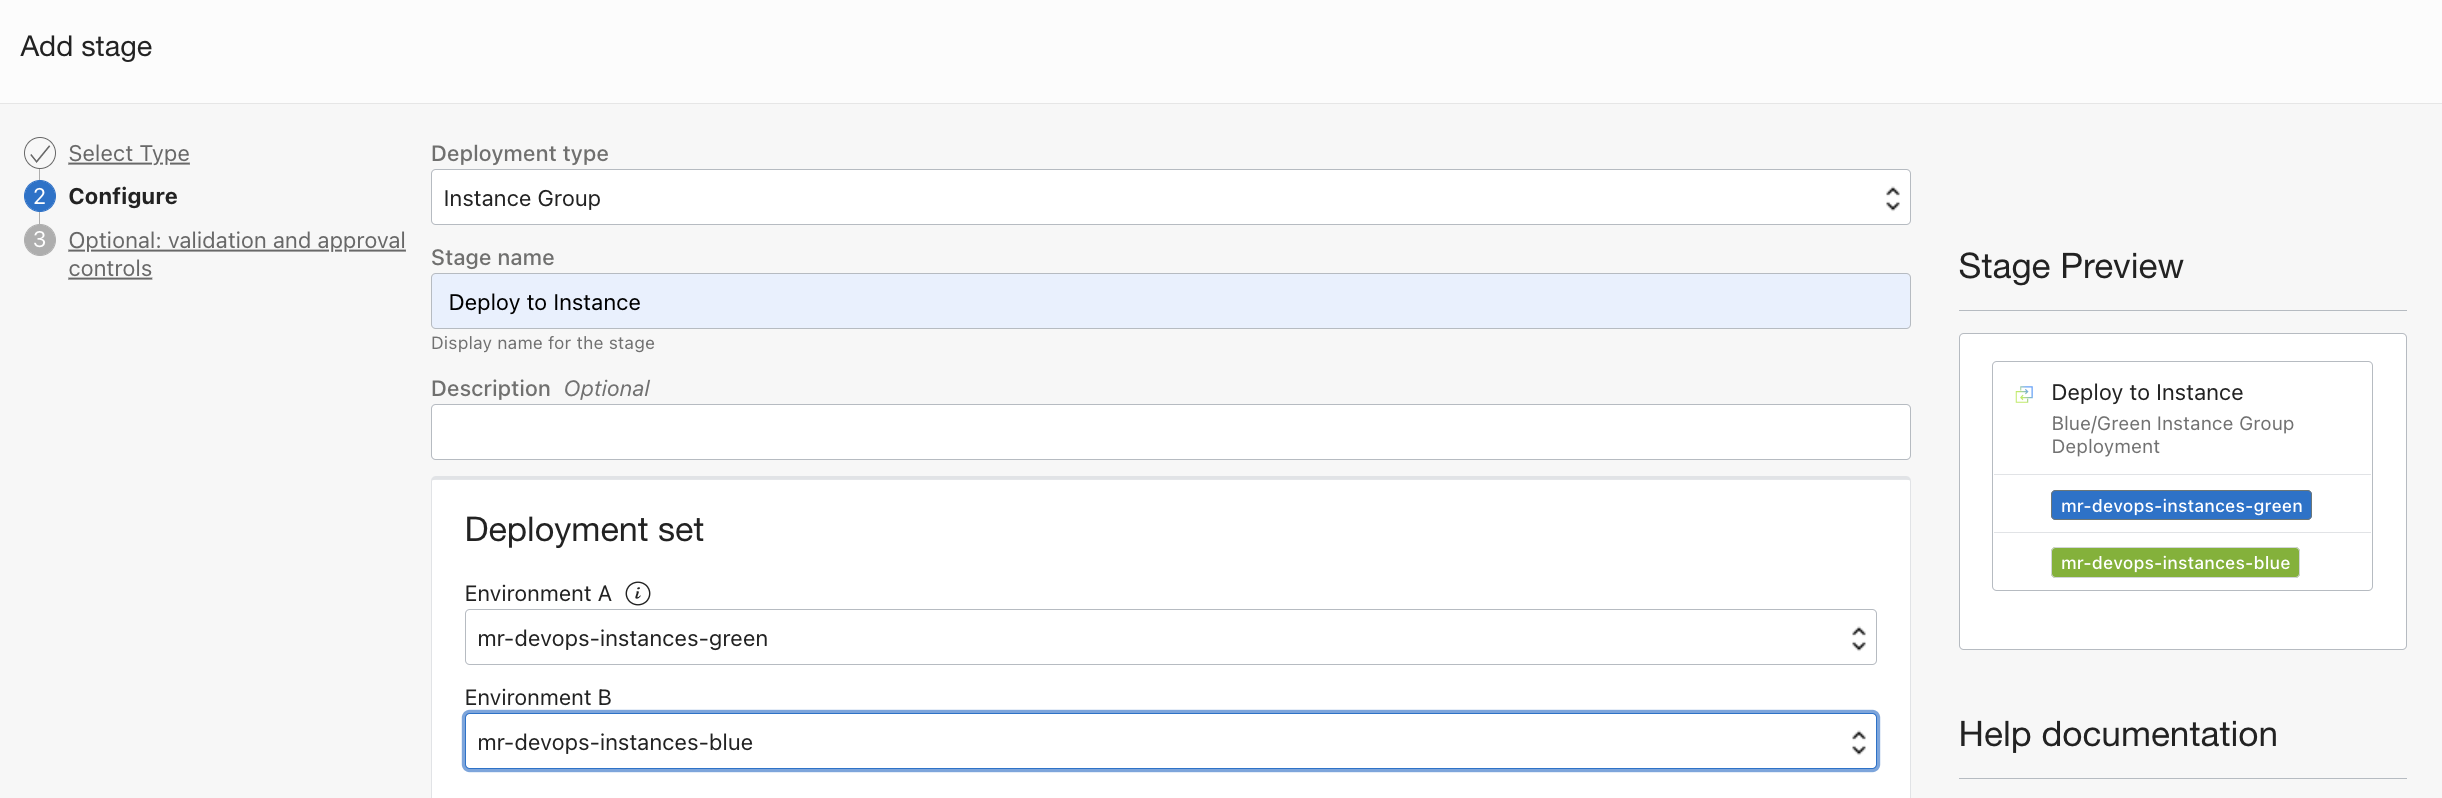 Add stage
Select Type
2 Configure
3 Optional: validation and approval
controls
Deployment type
Instance Group
Stage name
Deploy to Instance
Display name for the stage
Description Optional
Deployment set
Environment A i
mr-devops-instances-green
Environment B
mr-devops-instances-blue
Stage Preview
Deploy to Instance
Blue/Green Instance Group
Deployment
mr-devops-instances-green
mr-devops-instances-blue
Help documentation